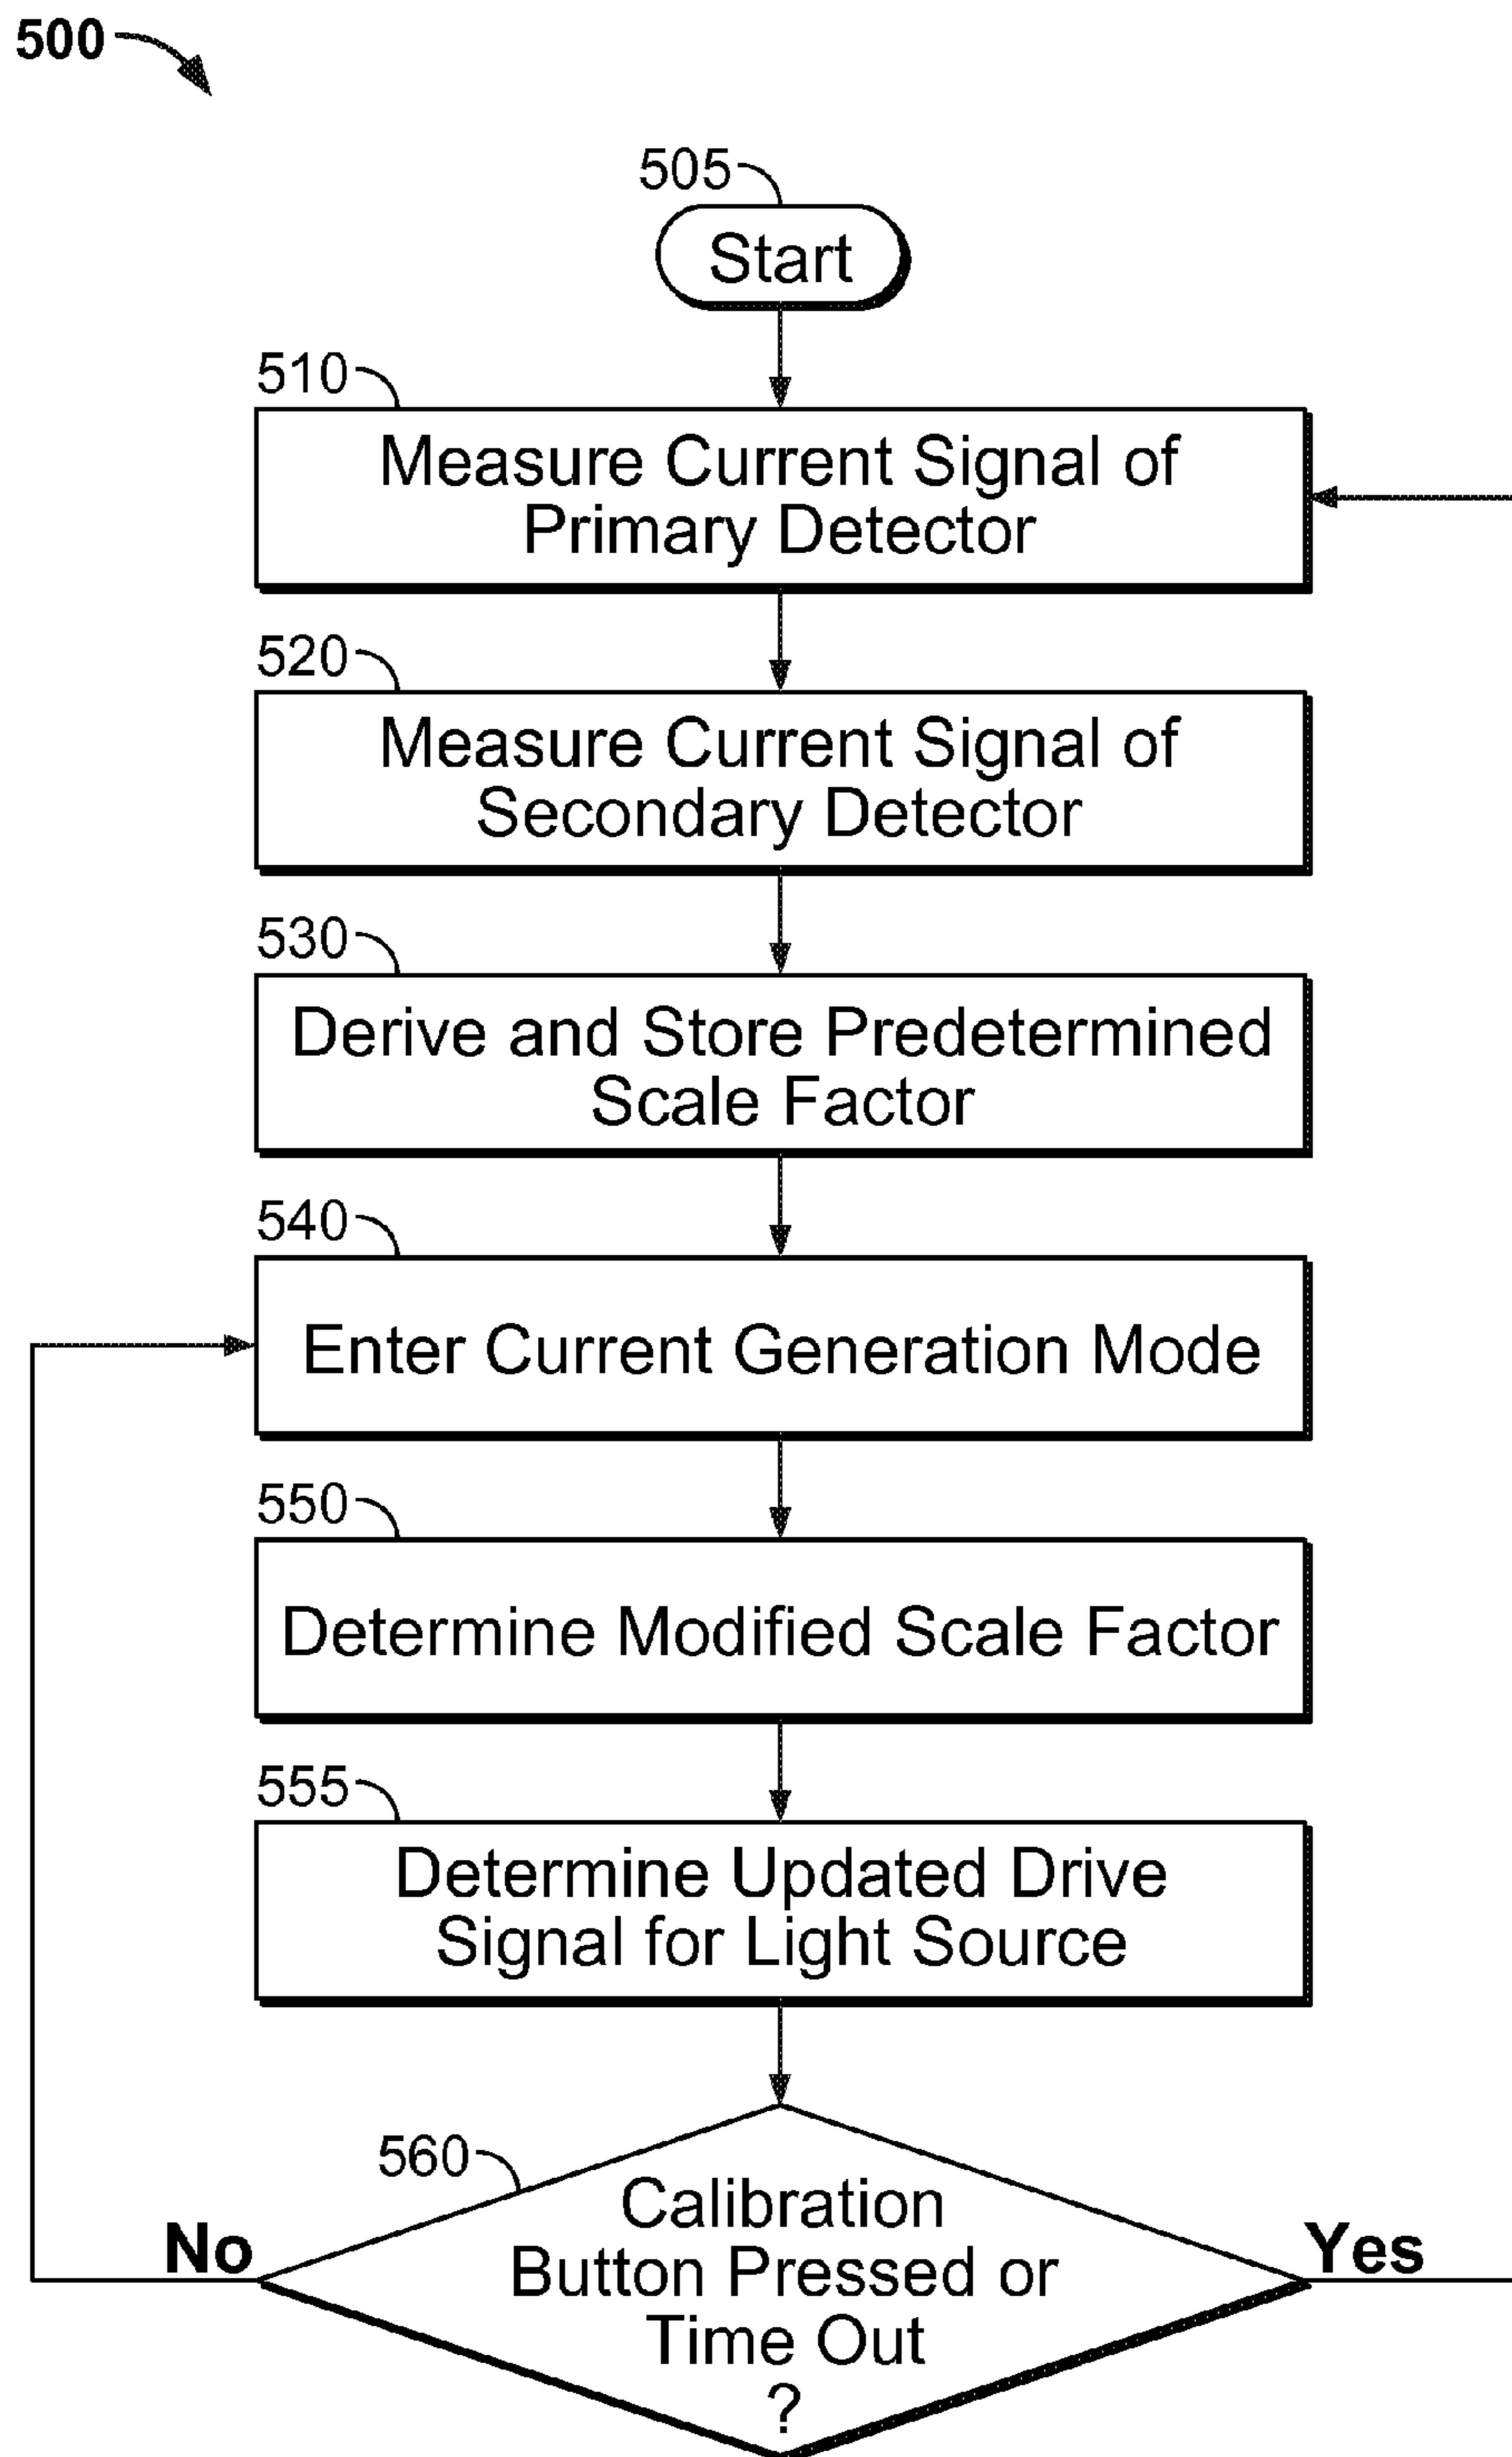 500
505
Start
510
Measure Current Signal of
Primary Detector
520
Measure Current Signal of
Secondary Detector
530
Derive and Store Predetermined
Scale Factor
540
Enter Current Generation Mode
550
Determine Modified Scale Factor
555
Determine Updated Drive
Signal for Light Source
560
Calibration
Button Pressed or
Time Out
?
No
Yes